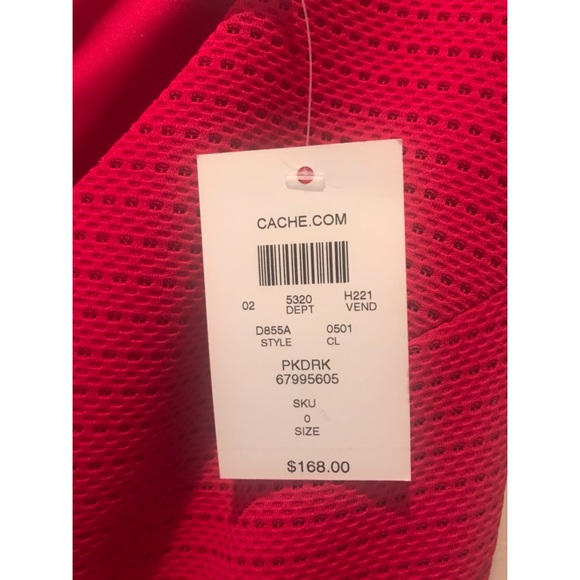 CACHE.COM
02 5320 H221
DEPT VEND
D855A 0501
STYLE CL
PKDRK
67995605
SKU
0
SIZE
$168.00